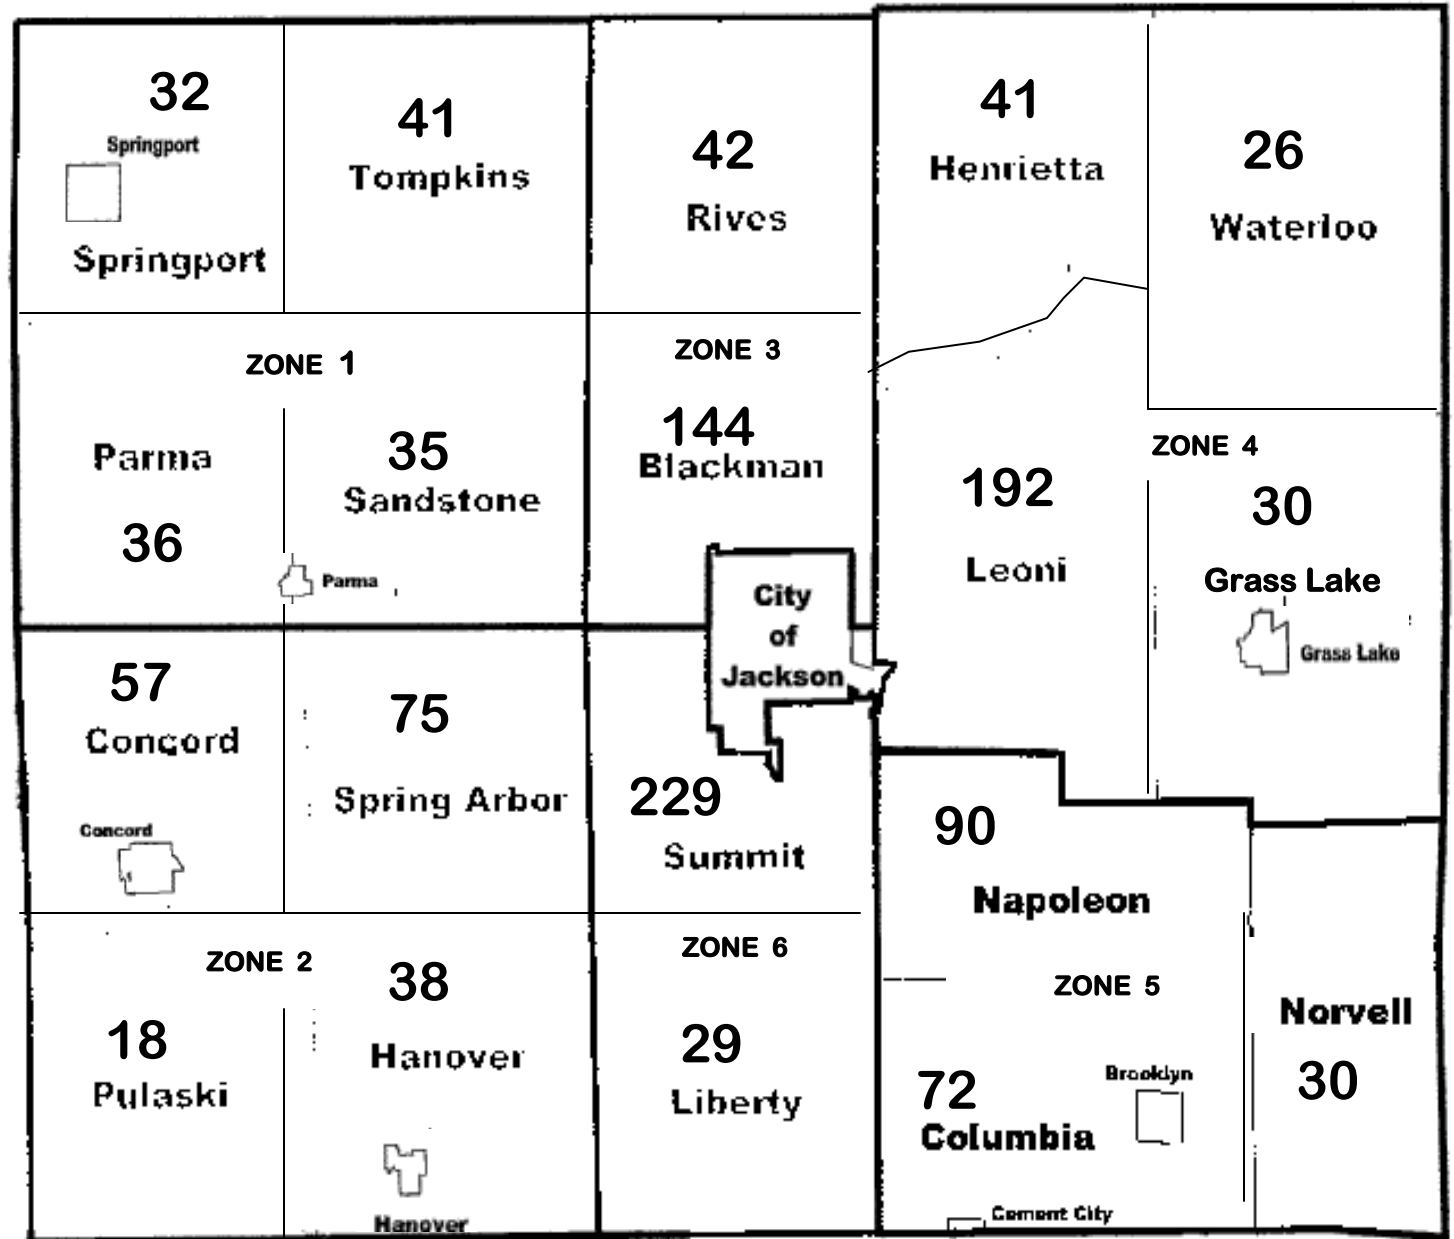 32
Springport
Springport
41
Tompkins
42
Rives
41
Henrietta
26
Waterloo
ZONE 1
Parma
36
35
Sandstone
Parma
ZONE 3
144
Blackman
City
of
Jackson
192
Leoni
ZONE 4
30
Grass Lake
Grass Lake
57
Concord
Concord
75
Spring Arbor
229
Summit
90
Napoleon
ZONE 2
18
Pulaski
38
Hanover
Hanover
ZONE 6
29
Liberty
ZONE 5
72
Columbia
Brooklyn
Cement City
Norvell
30